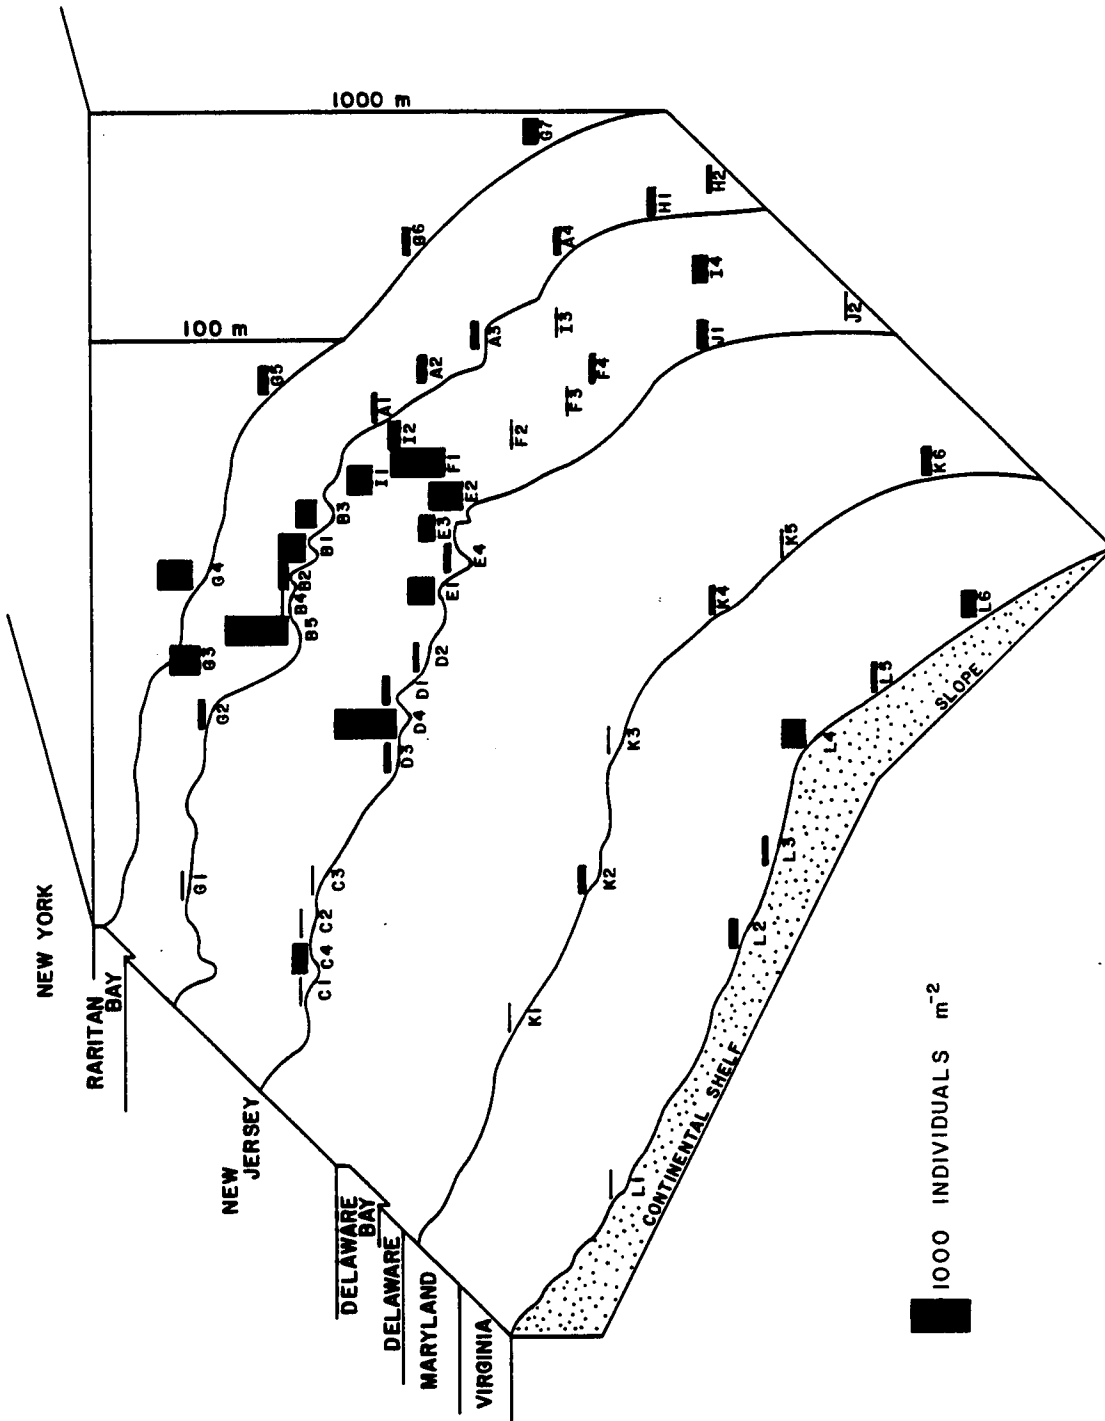 NEW YORK
RARITAN
BAY
NEW
JERSEY
DELAWARE
BAY
DELAWARE
MARYLAND
VIRGINIA
1000 m
100 m
G1
G2
G3
G4
G5
G6
G7
B5
B4
B2
B1
B3
I1
I2
A1
A2
A3
A4
H1
H2
C1
C4
C2
C3
D3
D4
D1
D2
E1
E4
E3
E2
F1
F2
F3
F4
I3
I4
J1
J2
K1
K2
K3
K4
K5
K6
L1
L2
L3
L4
L5
L6
CONTINENTAL SHELF
SLOPE
1000 INDIVIDUALS m⁻²